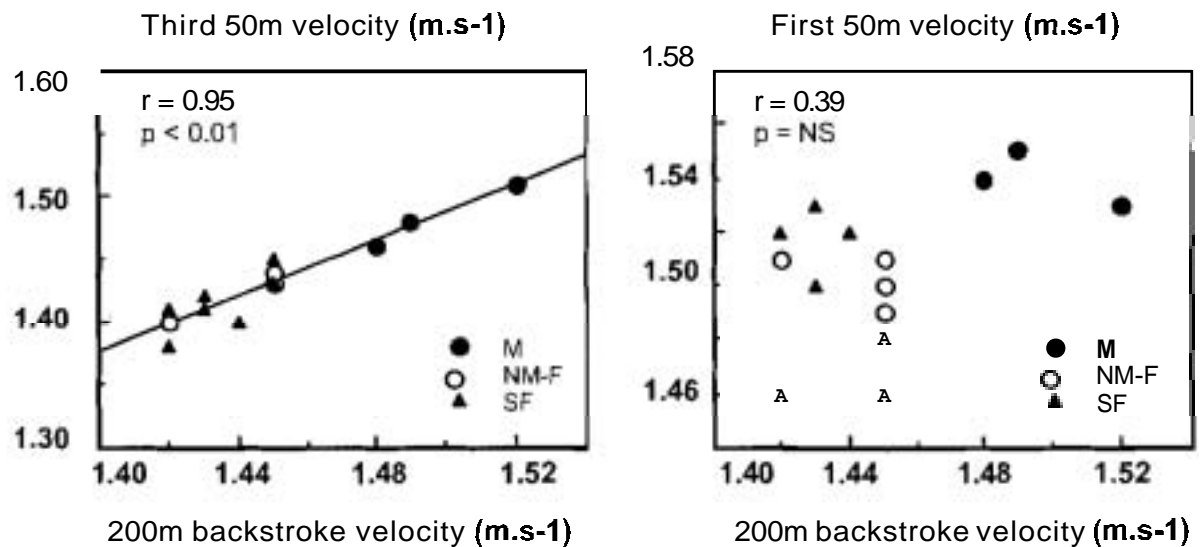 Third 50m velocity (m.s-1)
1.60
r = 0.95
p < 0.01
1.50
1.40
M
NM-F
SF
1.30
1.40
1.44
1.48
1.52
200m backstroke velocity (m.s-1)
First 50m velocity (m.s-1)
1.58
r = 0.39
p = NS
1.54
1.50
A
M
NM-F
1.46
A
A
SF
1.40
1.44
1.48
1.52
200m backstroke velocity (m.s-1)